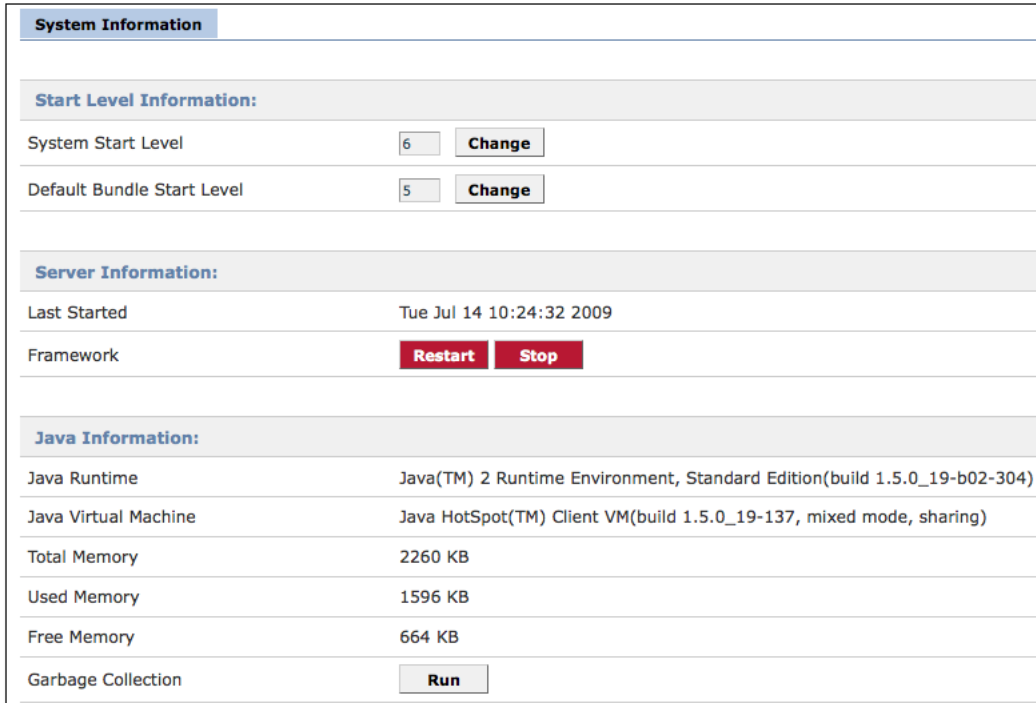 System Information
Start Level Information:
System Start Level 6 Change
Default Bundle Start Level 5 Change
Server Information:
Last Started Tue Jul 14 10:24:32 2009
Framework Restart Stop
Java Information:
Java Runtime Java(TM) 2 Runtime Environment, Standard Edition(build 1.5.0_19-b02-304)
Java Virtual Machine Java HotSpot(TM) Client VM(build 1.5.0_19-137, mixed mode, sharing)
Total Memory 2260 KB
Used Memory 1596 KB
Free Memory 664 KB
Garbage Collection Run